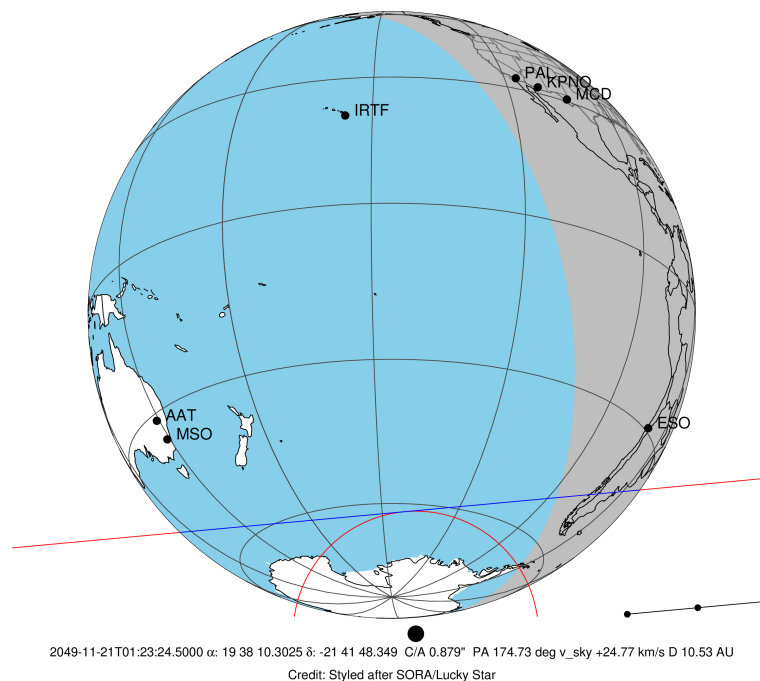 PAL
KPNO
MCD
IRTF
AAT
MSO
ESO
2049-11-21T01:23:24.5000 α: 19 38 10.3025 δ: -21 41 48.349 C/A 0.879" PA 174.73 deg v_sky +24.77 km/s D 10.53 AU
Credit: Styled after SORA/Lucky Star